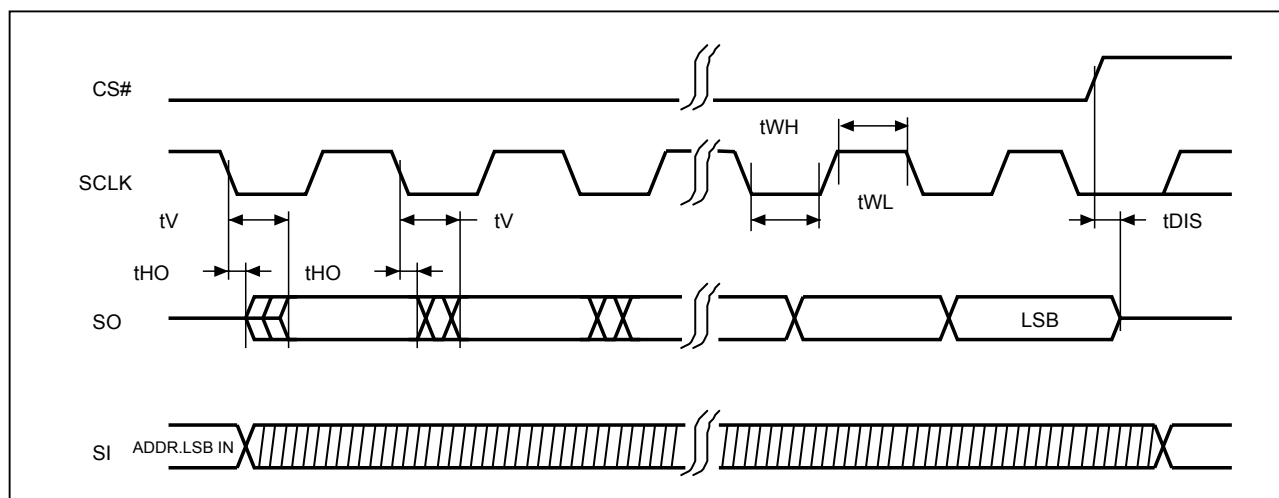 CS#
tWH
SCLK
tWL
tV
tV
tDIS
tHO
tHO
SO
LSB
SI
ADDR.LSB IN